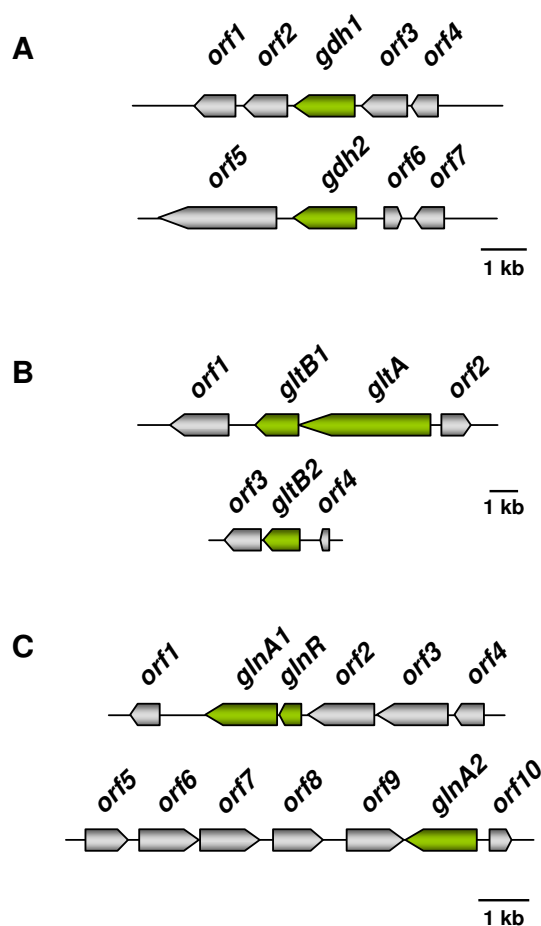 A
orf1 orf2 gdh1 orf3 orf4
orf5 gdh2 orf6 orf7
1 kb
B
orf1 gltB1 gltA orf2
1 kb
orf3 gltB2 orf4
C
orf1 glnA1 glnR orf2 orf3 orf4
orf5 orf6 orf7 orf8 orf9 glnA2 orf10
1 kb